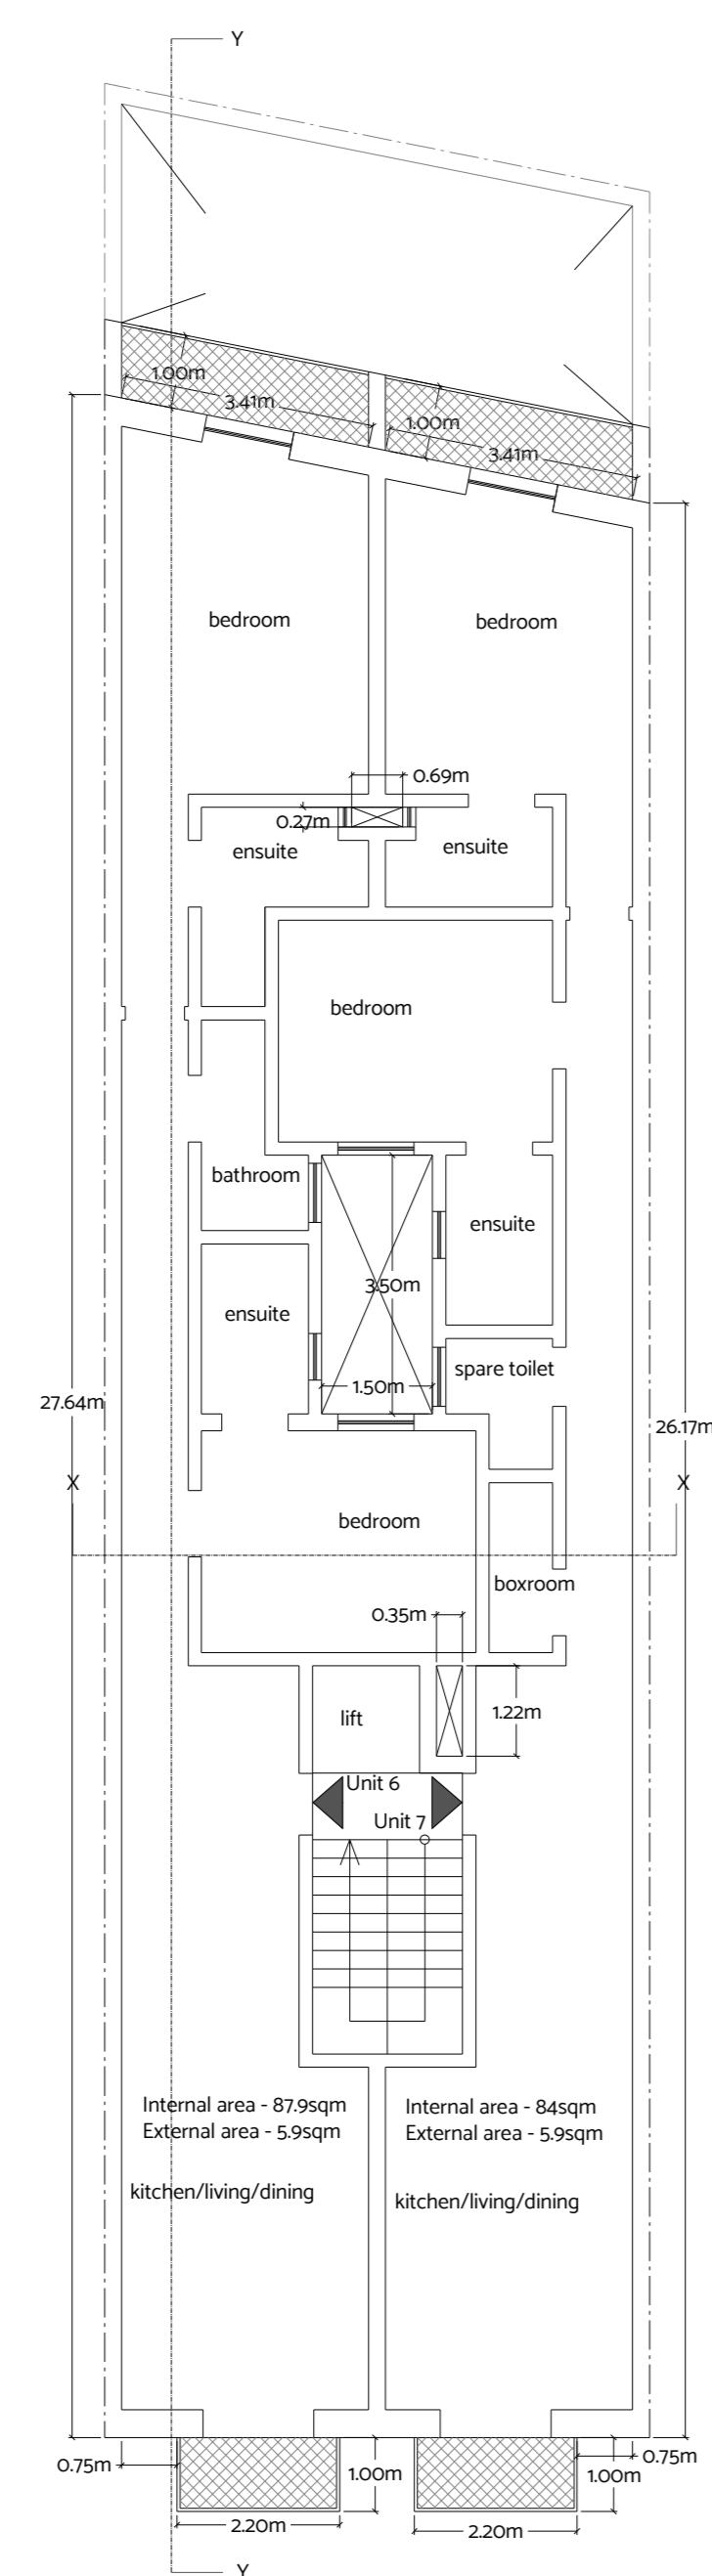 Y
1.00m
3.41m
1.00m
3.41m
bedroom
bedroom
0.69m
0.27m
ensuite
ensuite
bedroom
bathroom
ensuite
3.50m
ensuite
spare toilet
1.50m
27.64m
26.17m
X
X
bedroom
boxroom
0.35m
lift
1.22m
Unit 6
Unit 7
Internal area - 87.9sqm
External area - 5.9sqm
Internal area - 84sqm
External area - 5.9sqm
kitchen/living/dining
kitchen/living/dining
0.75m
1.00m
0.75m
1.00m
2.20m
2.20m
Y